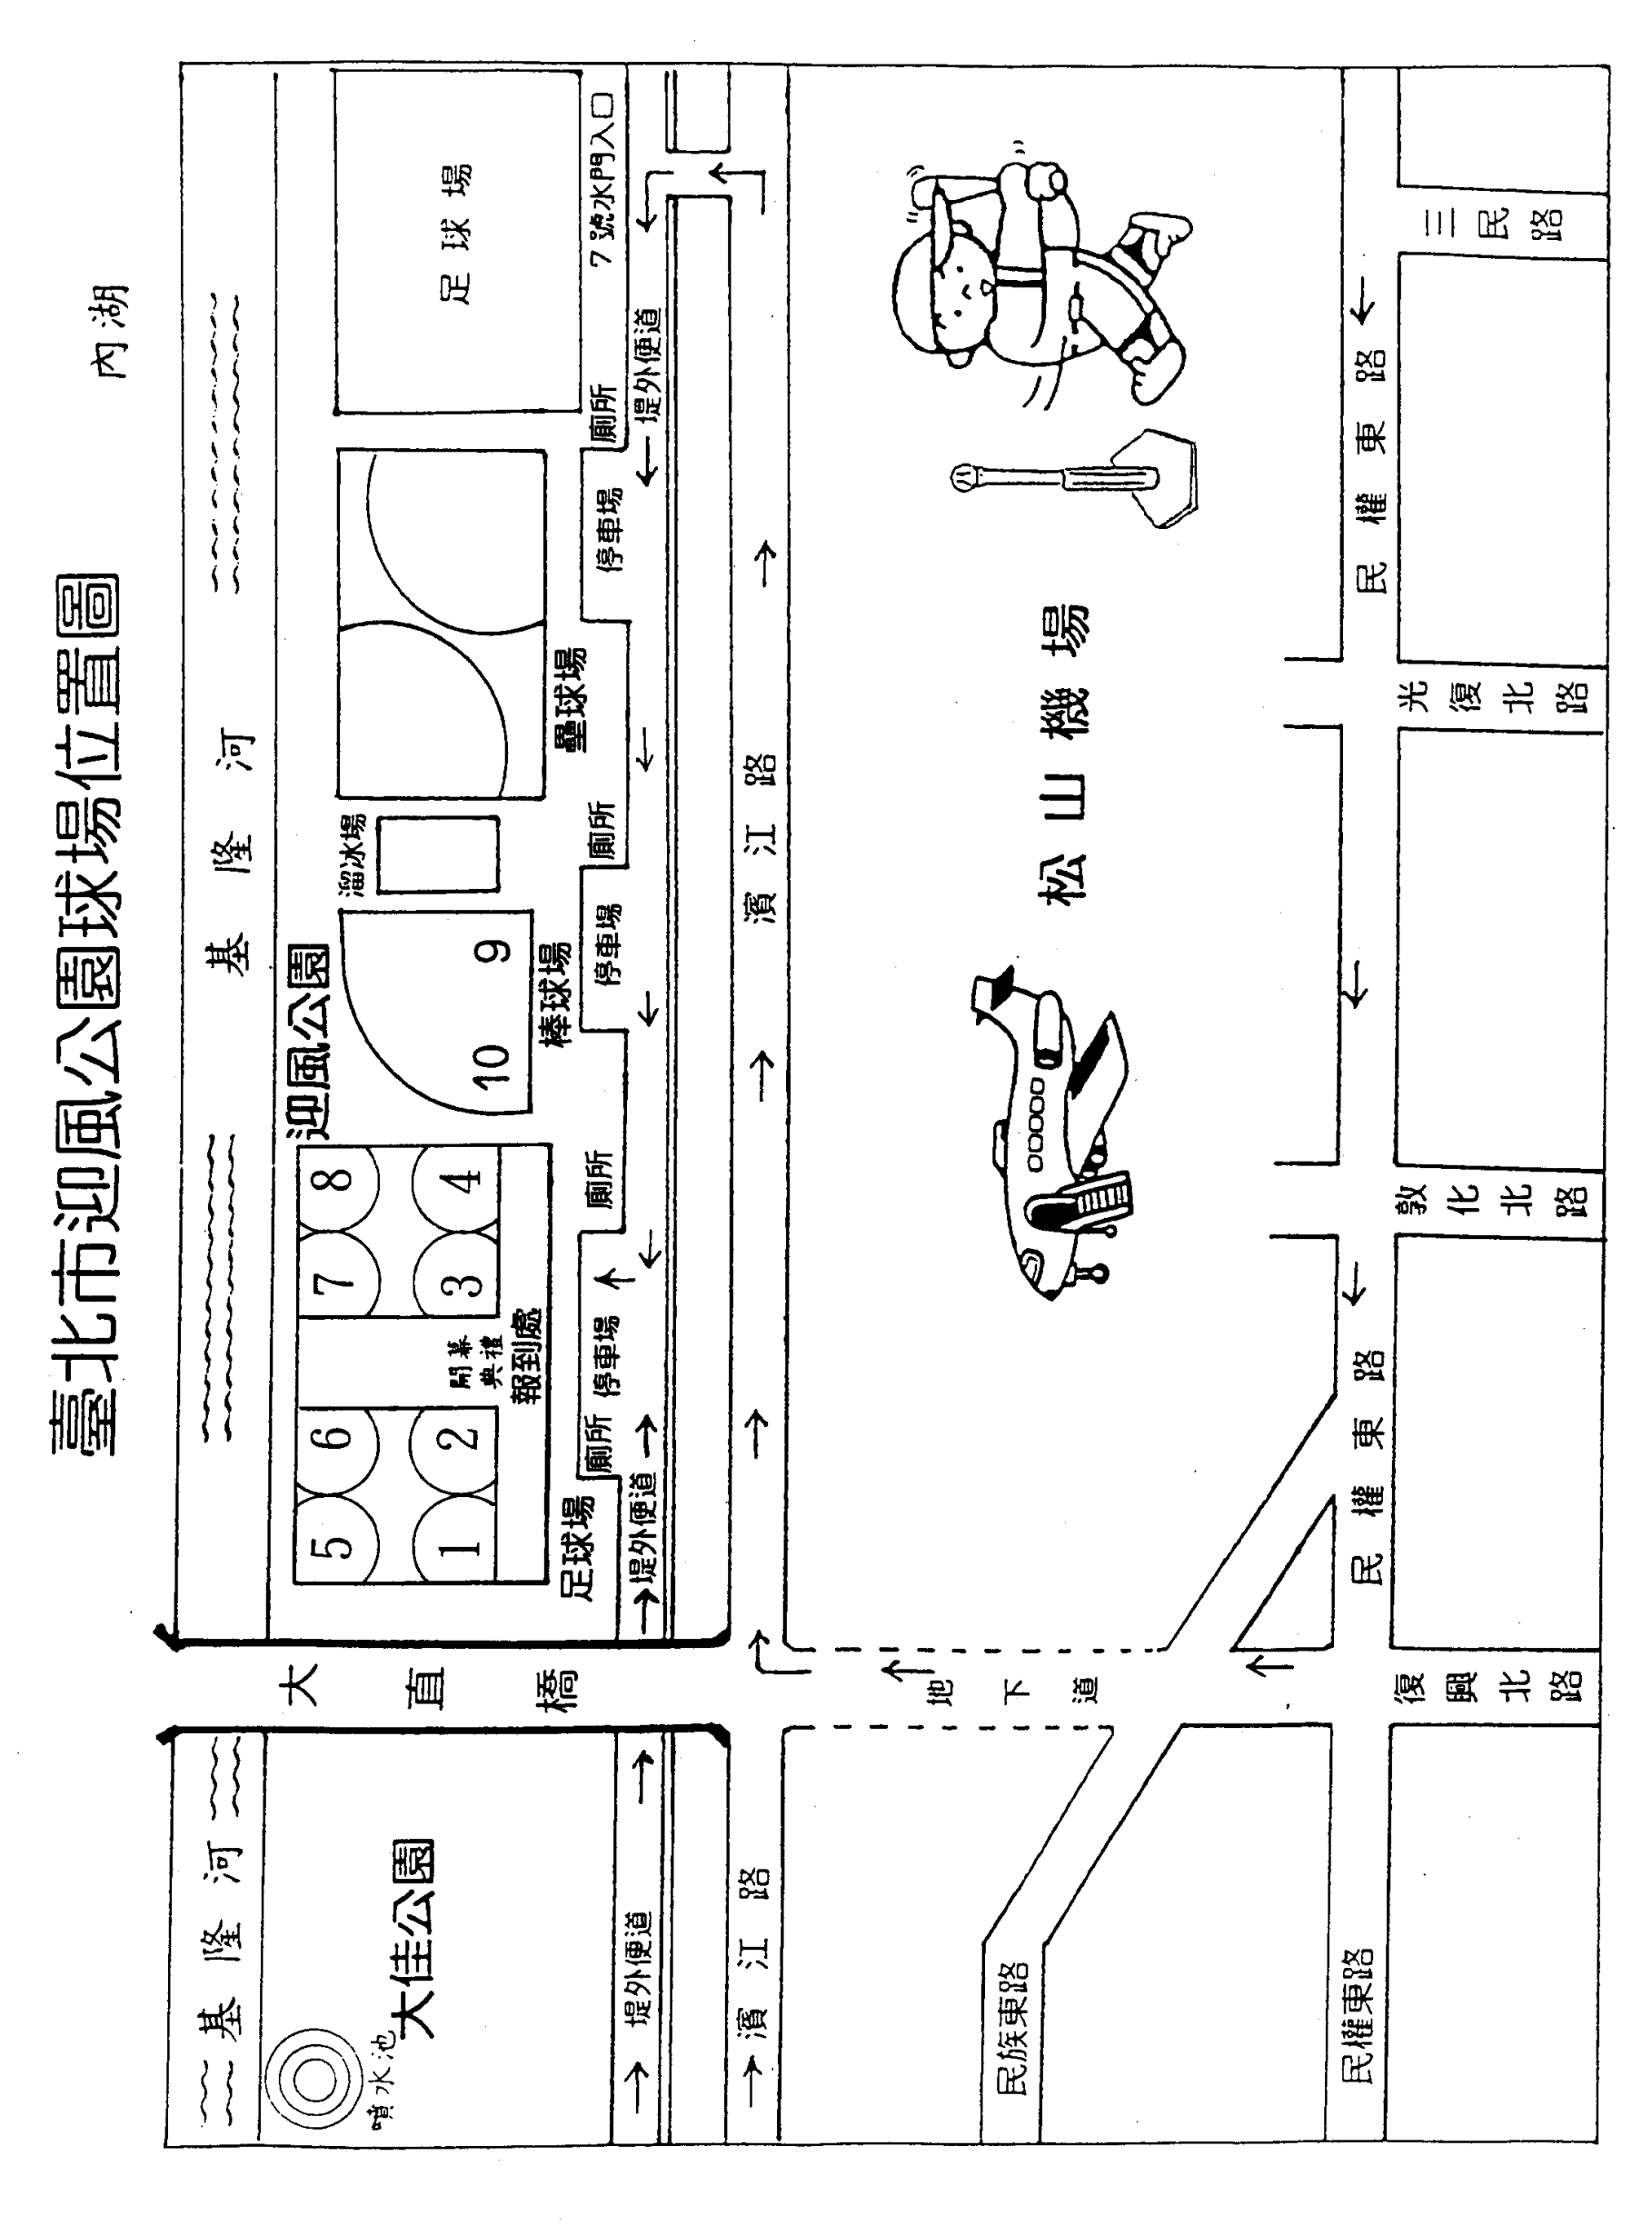 臺北市迎風公園球場位置圖
內湖
基隆河
基隆河
大直橋
大佳公園
噴水池
迎風公園
5 6 7 8
1 2 3 4
開幕
典禮
報到處
足球場
10 9
棒球場
溜冰場
壘球場
足球場
7號水門入口
廁所
停車場
廁所
停車場
廁所
停車場
廁所
堤外便道
堤外便道
堤外便道
濱江路
濱江路
松山機場
地下道
民族東路
民權東路
民權東路
民權東路
復興北路
敦化北路
光復北路
三民路